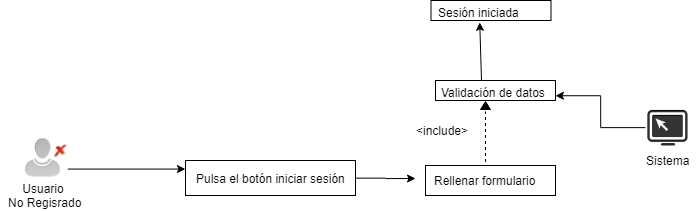 Sesión iniciada
Validación de datos
<include>
Sistema
Pulsa el botón iniciar sesión
Rellenar formulario
Usuario
No Regisrado